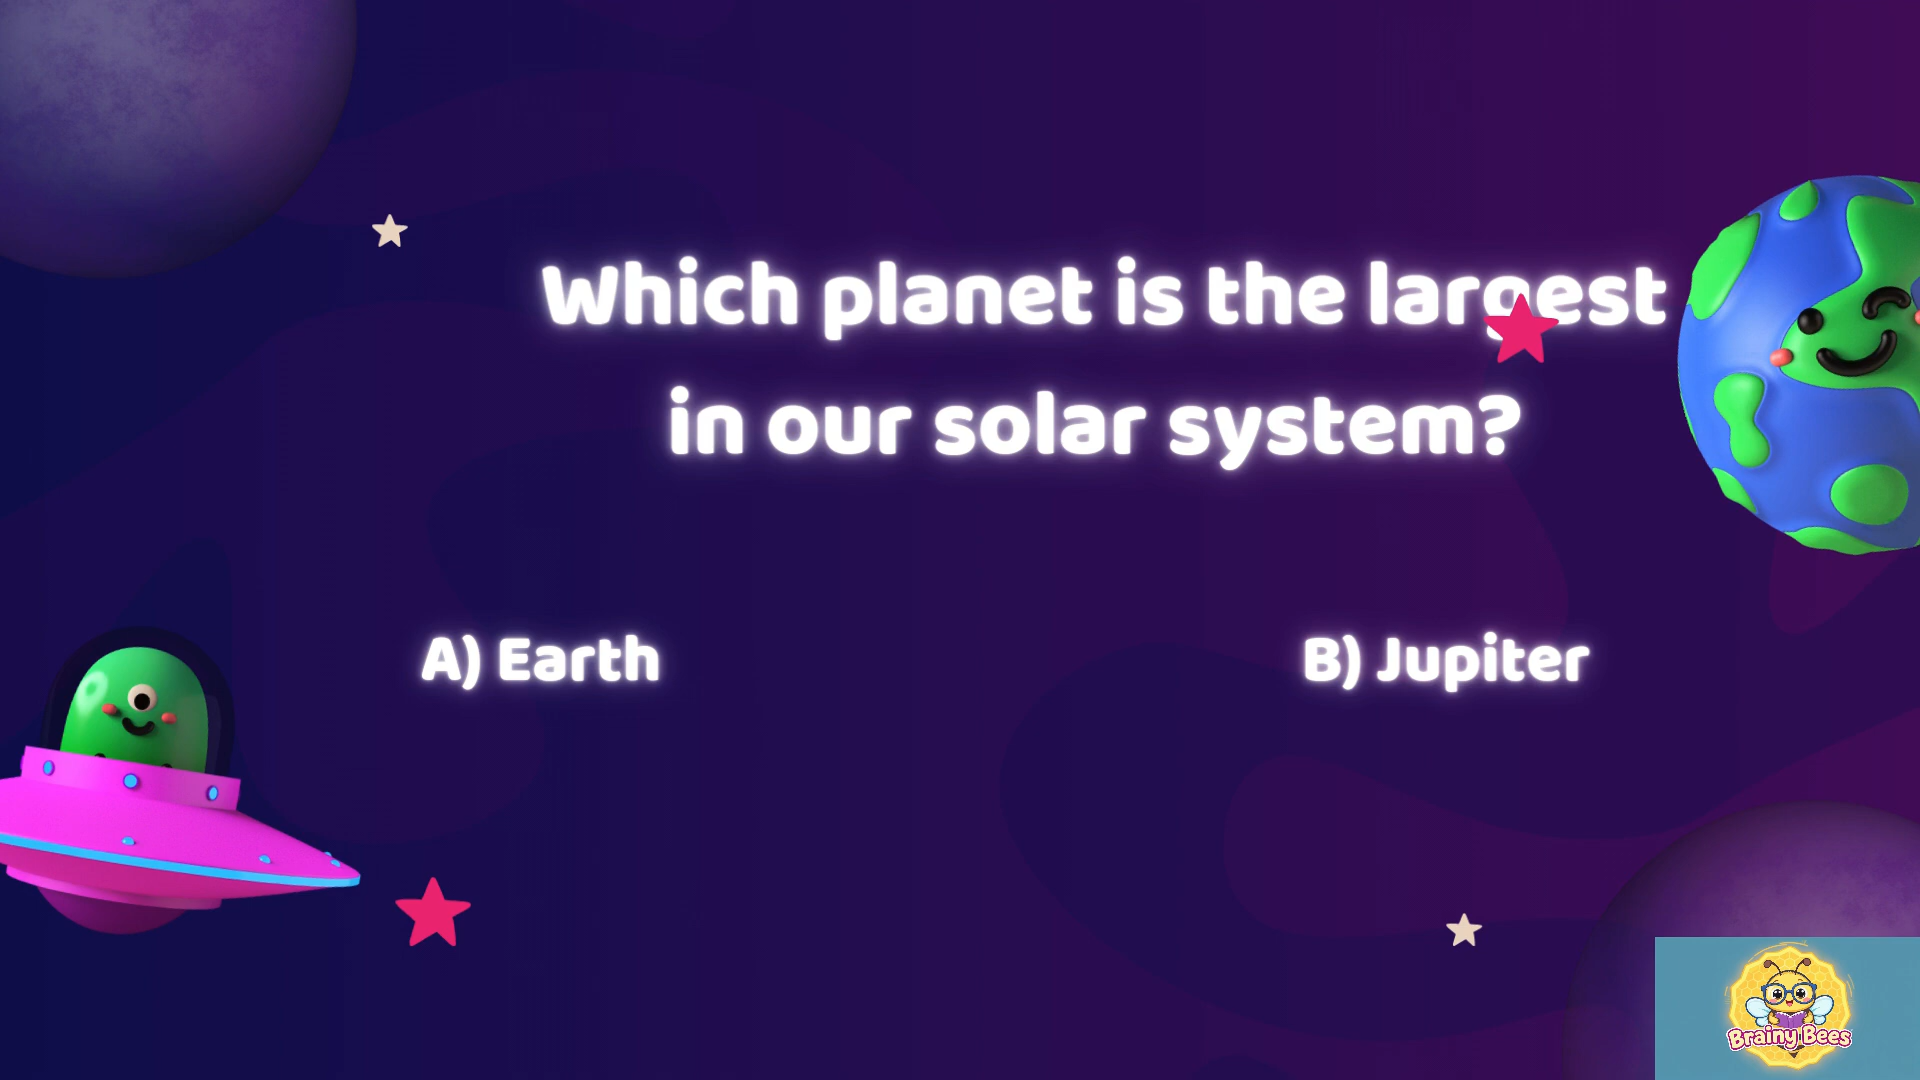 Which planet is the largest
in our solar system?
A) Earth
B) Jupiter
Brainy Bees